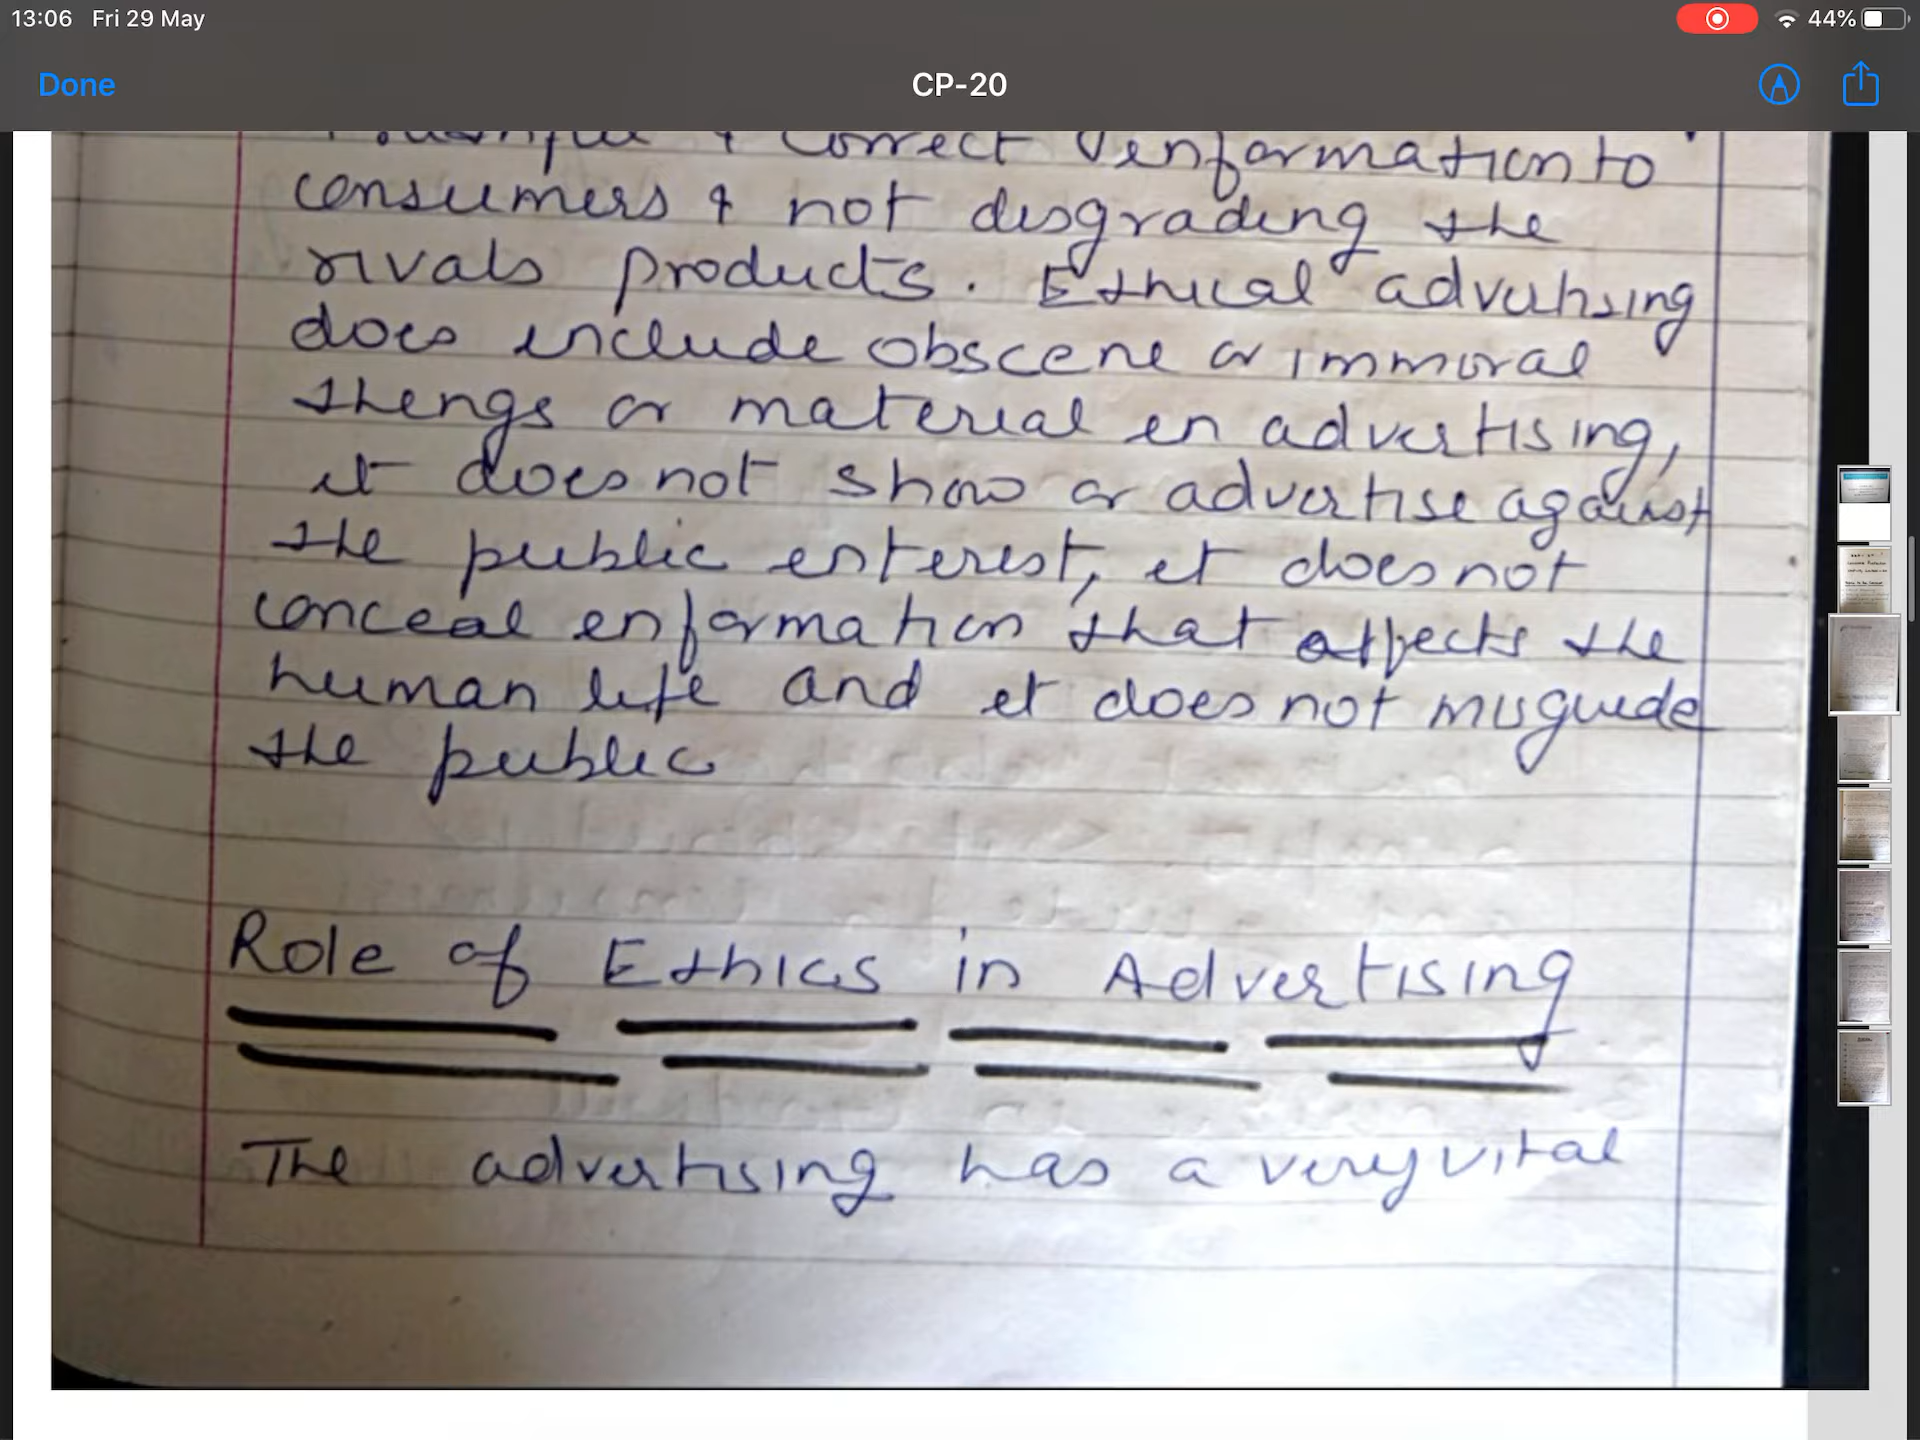 13:06 Fri 29 May
44%
Done
CP-20
& correct information to
consumers & not disgrading the
rivals products. Ethical advertising
does include obscene or immoral
things or material in advertising,
it does not show or advertise against
the public interest, it does not
conceal information that affects the
human life and it does not misguide
the public
Role of Ethics in Advertising
The advertising has a very vital